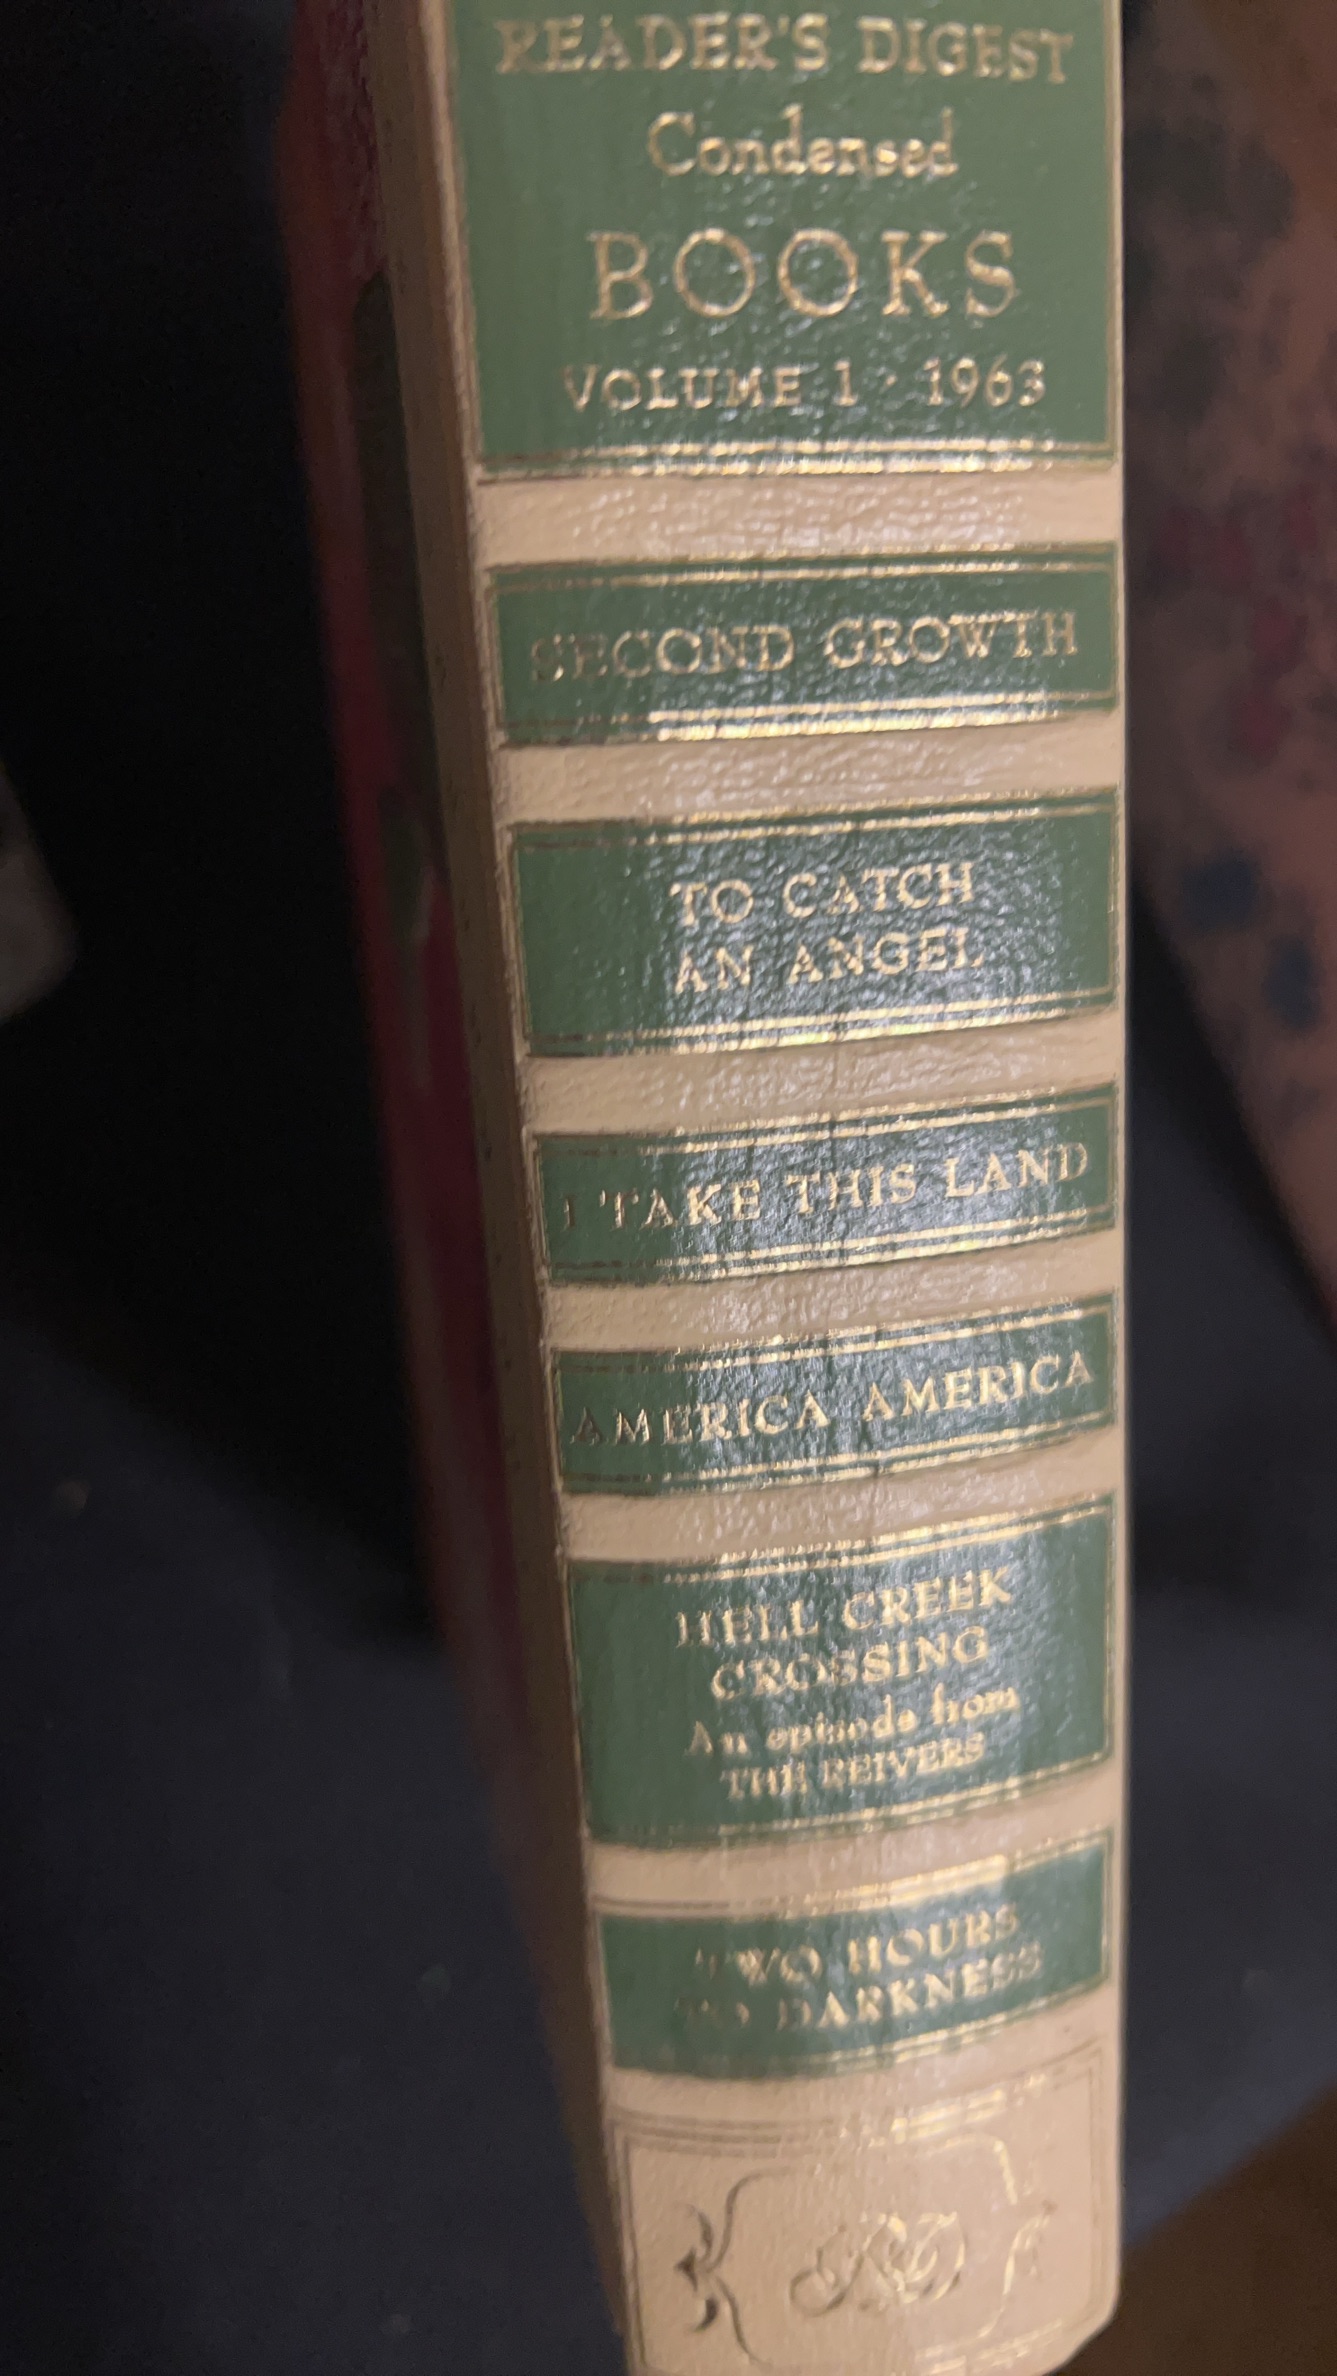 READER'S DIGEST
Condensed
BOOKS
VOLUME 1 · 1963
SECOND GROWTH
TO CATCH
AN ANGEL
I TAKE THIS LAND
AMERICA AMERICA
HELL CREEK
CROSSING
An episode from
THE REIVERS
TWO HOURS
TO DARKNESS